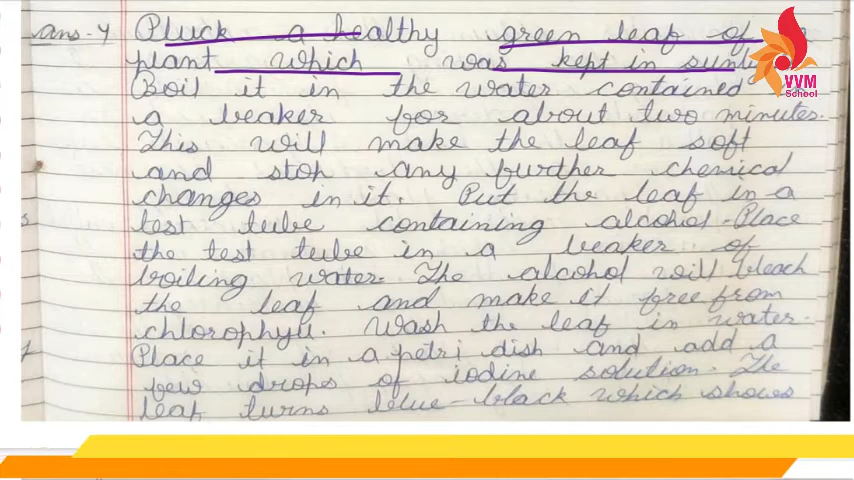 ans-4 Pluck a healthy green leaf of a
plant which was kept in
Boil it in the water contained
a beaker for about two minutes.
This will make the leaf soft
and stop any further chemical
changes in it. Put the leaf in a
test tube containing alcohol. Place
the test tube in a beaker of
boiling water. The alcohol will bleach
the leaf and make it free from
chlorophyll. Wash the leaf in water.
Place it in a petri dish and add a
few drops of iodine solution. The
leaf turns blue-black which shows
VVM
School